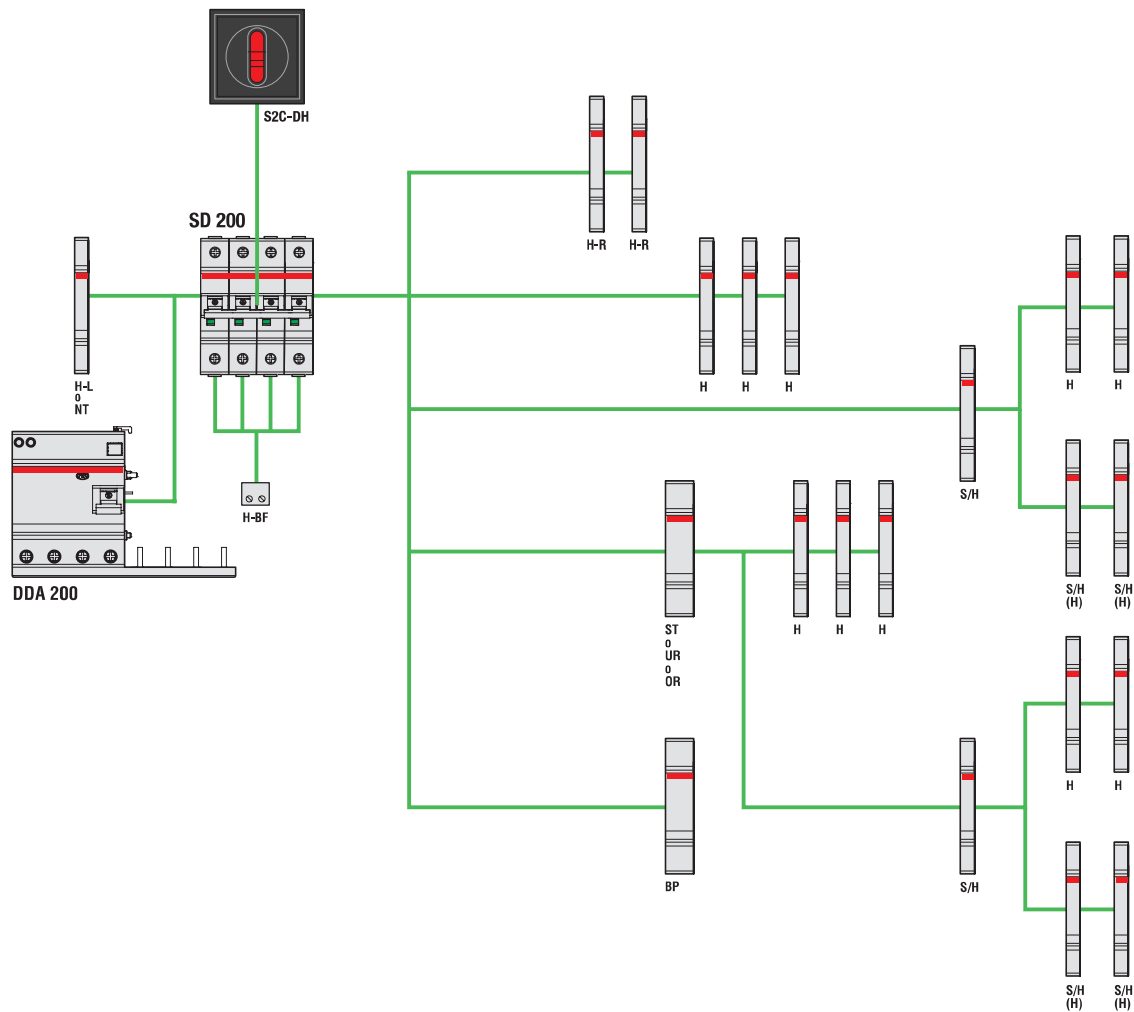 S2C-DH
SD 200
H-R
H-R
H-L
o
NT
H
H
H
H
H
S/H
H-BF
DDA 200
S/H
(H)
S/H
(H)
ST
o
UR
o
OR
H
H
H
H
H
BP
S/H
S/H
(H)
S/H
(H)